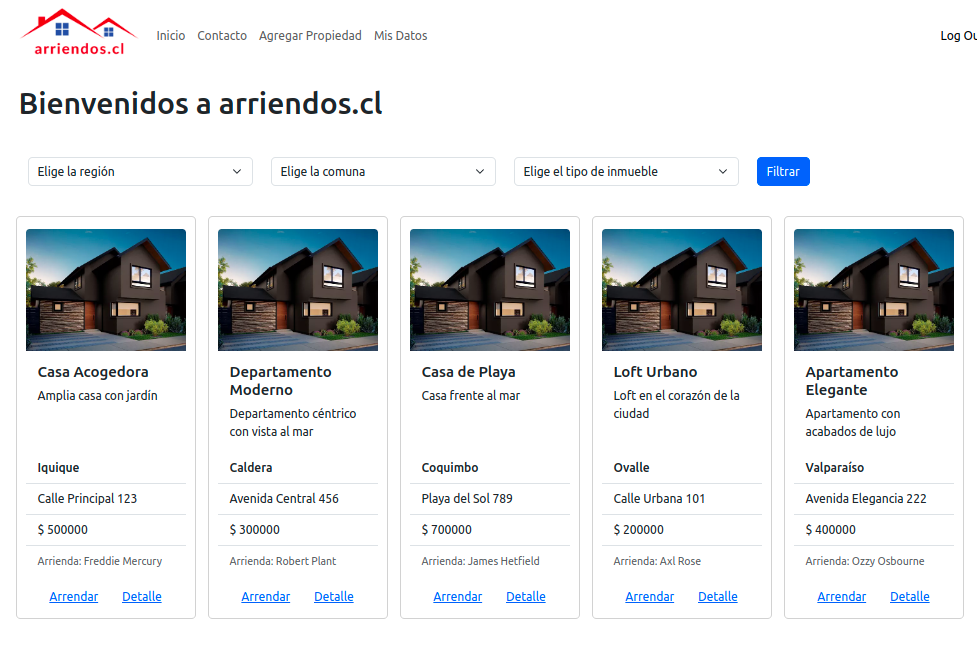 arriendos.cl
Inicio Contacto Agregar Propiedad Mis Datos
Log Ou
Bienvenidos a arriendos.cl
Elige la región
Elige la comuna
Elige el tipo de inmueble
Filtrar
Casa Acogedora
Amplia casa con jardín
Iquique
Calle Principal 123
$ 500000
Arrienda: Freddie Mercury
Arrendar Detalle
Departamento
Moderno
Departamento céntrico
con vista al mar
Caldera
Avenida Central 456
$ 300000
Arrienda: Robert Plant
Arrendar Detalle
Casa de Playa
Casa frente al mar
Coquimbo
Playa del Sol 789
$ 700000
Arrienda: James Hetfield
Arrendar Detalle
Loft Urbano
Loft en el corazón de la
ciudad
Ovalle
Calle Urbana 101
$ 200000
Arrienda: Axl Rose
Arrendar Detalle
Apartamento
Elegante
Apartamento con
acabados de lujo
Valparaíso
Avenida Elegancia 222
$ 400000
Arrienda: Ozzy Osbourne
Arrendar Detalle